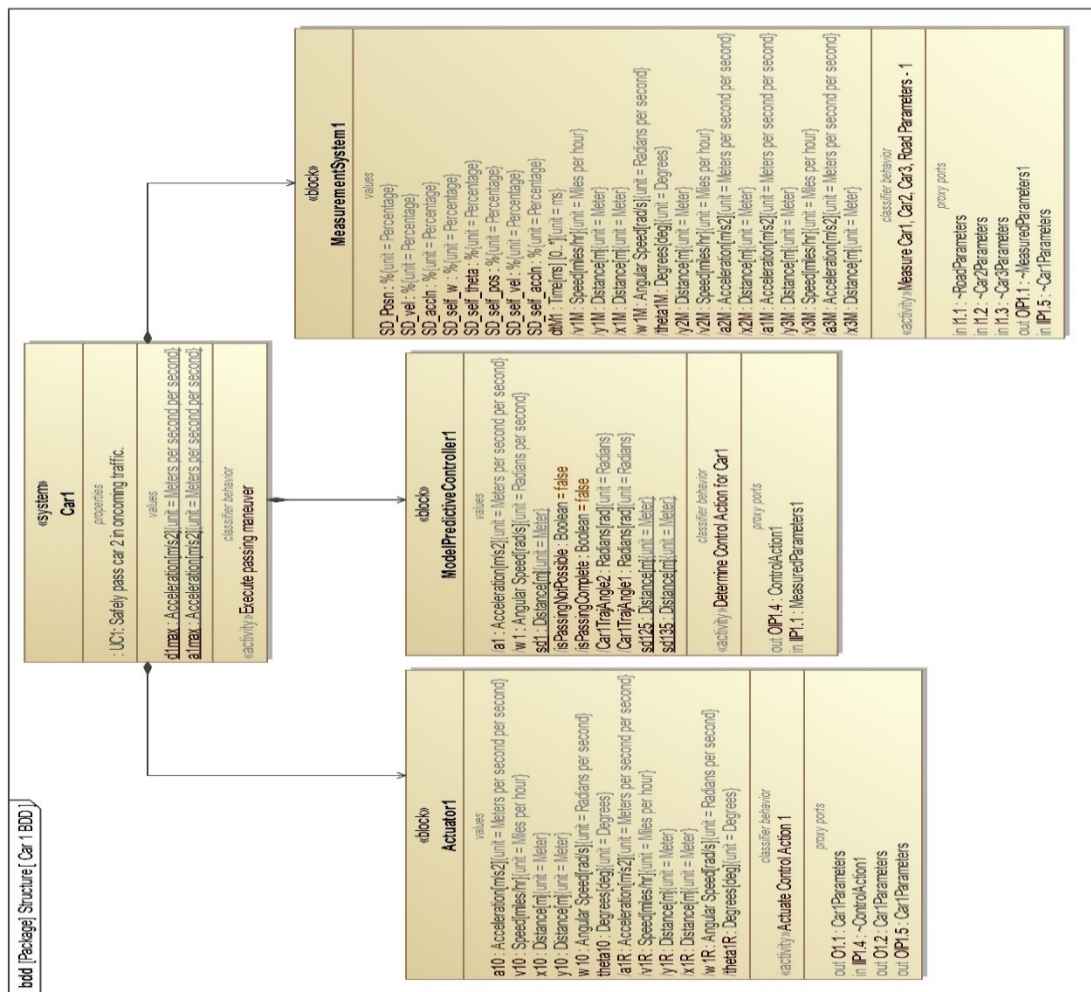 bdd [Package] Structure [ Car 1 BDD ]
«system»
Car1
properties
: UC1: Safely pass car 2 in oncoming traffic.
values
d1max : Acceleration[m/s2]{unit = Meters per second per second}
a1max : Acceleration[m/s2]{unit = Meters per second per second}
classifier behavior
«activity»Execute passing maneuver
«block»
Actuator1
values
a10 : Acceleration[m/s2]{unit = Meters per second per second}
v10 : Speed[miles/hr]{unit = Miles per hour}
x10 : Distance[m]{unit = Meter}
y10 : Distance[m]{unit = Meter}
w10 : Angular Speed[rad/s]{unit = Radians per second}
theta10 : Degrees[deg]{unit = Degrees}
/a1R : Acceleration[m/s2]{unit = Meters per second per second}
/v1R : Speed[miles/hr]{unit = Miles per hour}
/y1R : Distance[m]{unit = Meter}
/x1R : Distance[m]{unit = Meter}
/w1R : Angular Speed[rad/s]{unit = Radians per second}
/theta1R : Degrees[deg]{unit = Degrees}
classifier behavior
«activity»Actuate Control Action 1
proxy ports
out O1.1 : Car1Parameters
in IIP1.4 : ~ControlAction1
out O1.2 : Car1Parameters
out OIP1.5 : Car1Parameters
«block»
ModelPredictiveController1
values
/a1 : Acceleration[m/s2]{unit = Meters per second per second}
/w1 : Angular Speed[rad/s]{unit = Radians per second}
sd1 : Distance[m]{unit = Meter}
/isPassingNotPossible : Boolean = false
/isPassingComplete : Boolean = false
/Car1TrajAngle2 : Radians[rad]{unit = Radians}
/Car1TrajAngle1 : Radians[rad]{unit = Radians}
sd125 : Distance[m]{unit = Meter}
sd135 : Distance[m]{unit = Meter}
classifier behavior
«activity»Determine Control Action for Car1
proxy ports
out OIP1.4 : ControlAction1
in IIP1.1 : MeasuredParameters1
«block»
MeasurementSystem1
values
SD_Posn : %{unit = Percentage}
SD_vel : %{unit = Percentage}
SD_accln : %{unit = Percentage}
SD_self_w : %{unit = Percentage}
SD_self_theta : %{unit = Percentage}
SD_self_pos : %{unit = Percentage}
SD_self_vel : %{unit = Percentage}
SD_self_accln : %{unit = Percentage}
dtM : Time[ms] [0..*]{unit = ms}
/v1M : Speed[miles/hr]{unit = Miles per hour}
/y1M : Distance[m]{unit = Meter}
/x1M : Distance[m]{unit = Meter}
/w1M : Angular Speed[rad/s]{unit = Radians per second}
/theta1M : Degrees[deg]{unit = Degrees}
/y2M : Distance[m]{unit = Meter}
/v2M : Speed[miles/hr]{unit = Miles per hour}
/a2M : Acceleration[m/s2]{unit = Meters per second per second}
/x2M : Distance[m]{unit = Meter}
/a1M : Acceleration[m/s2]{unit = Meters per second per second}
/y3M : Distance[m]{unit = Meter}
/v3M : Speed[miles/hr]{unit = Miles per hour}
/a3M : Acceleration[m/s2]{unit = Meters per second per second}
/x3M : Distance[m]{unit = Meter}
classifier behavior
«activity»Measure Car1, Car2, Car3, Road Parameters - 1
proxy ports
in I1.1 : ~RoadParameters
in I1.2 : ~Car2Parameters
in I1.3 : ~Car3Parameters
out OIP1.1 : ~MeasuredParameters1
in IIP1.5 : ~Car1Parameters